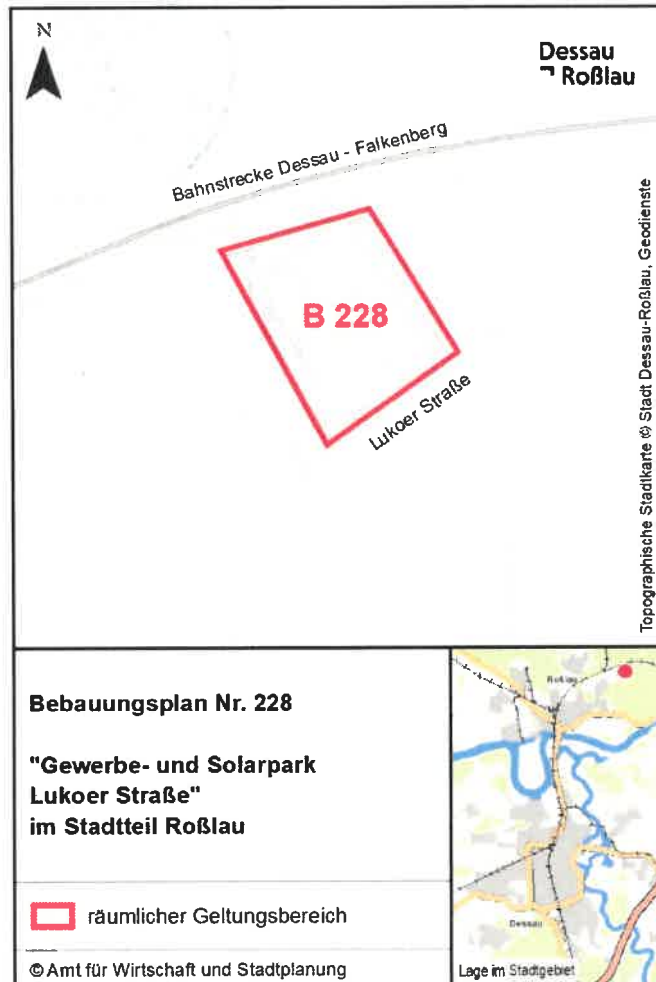 N
Dessau
Roßlau
Bahnstrecke Dessau - Falkenberg
B 228
Lukoer Straße
Topographische Stadtkarte © Stadt Dessau-Roßlau, Geodienste
Bebauungsplan Nr. 228
"Gewerbe- und Solarpark
Lukoer Straße"
im Stadtteil Roßlau
räumlicher Geltungsbereich
© Amt für Wirtschaft und Stadtplanung
Roßlau
Dessau
Lage im Stadtgebiet